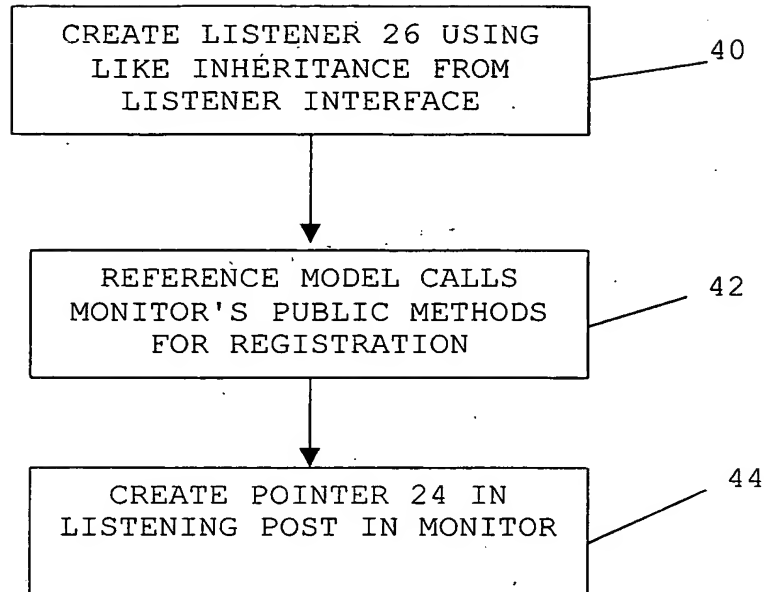 CREATE LISTENER 26 USING
LIKE INHERITANCE FROM
LISTENER INTERFACE
40
REFERENCE MODEL CALLS
MONITOR'S PUBLIC METHODS
FOR REGISTRATION
42
CREATE POINTER 24 IN
LISTENING POST IN MONITOR
44